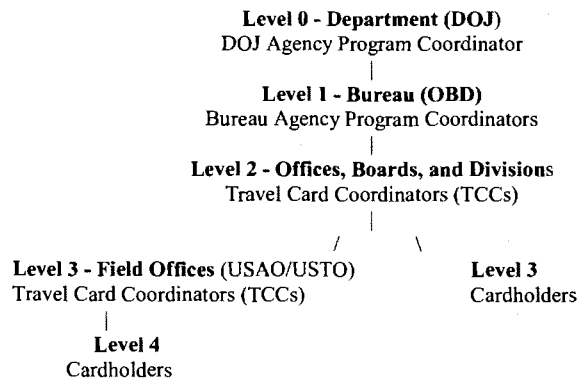 Level 0 - Department (DOJ)
DOJ Agency Program Coordinator
Level 1 - Bureau (OBD)
Bureau Agency Program Coordinators
Level 2 - Offices, Boards, and Divisions
Travel Card Coordinators (TCCs)
Level 3 - Field Offices (USAO/USTO)
Travel Card Coordinators (TCCs)
Level 3
Cardholders
Level 4
Cardholders